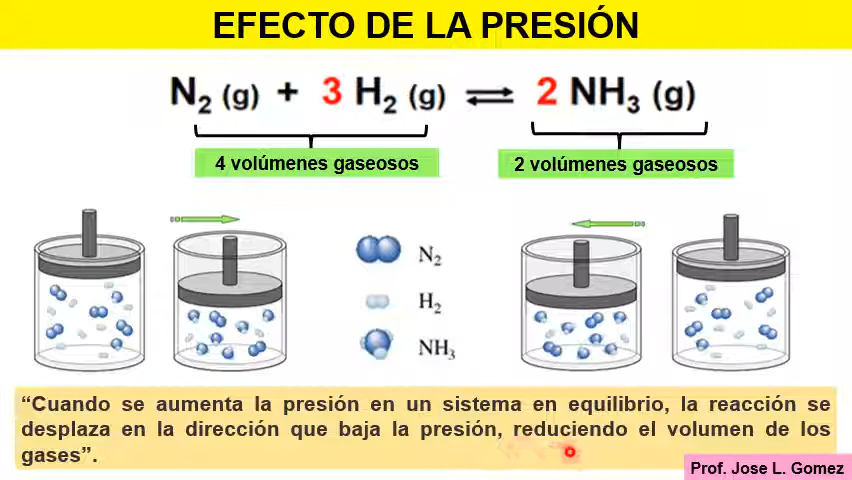 EFECTO DE LA PRESIÓN
N2 (g) + 3 H2 (g) ⇌ 2 NH3 (g)
4 volúmenes gaseosos
2 volúmenes gaseosos
N2
H2
NH3
“Cuando se aumenta la presión en un sistema en equilibrio, la reacción se
desplaza en la dirección que baja la presión, reduciendo el volumen de los
gases”.
Prof. Jose L. Gomez